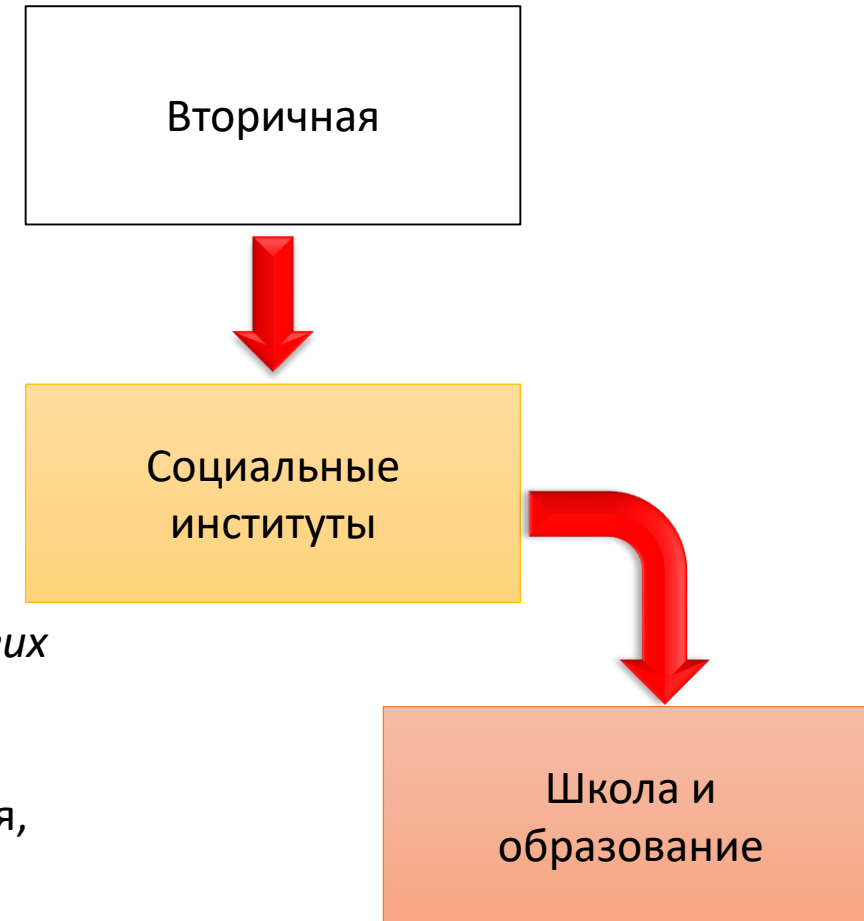 Вторичная
Социальные
институты
Школа и
образование